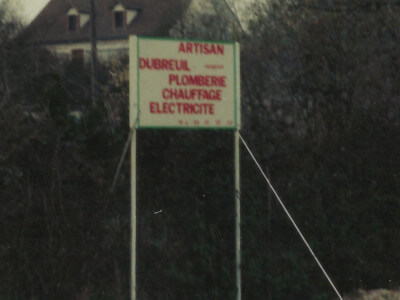 ARTISAN
DUBREUIL
PLOMBERIE
CHAUFFAGE
ELECTRICITE